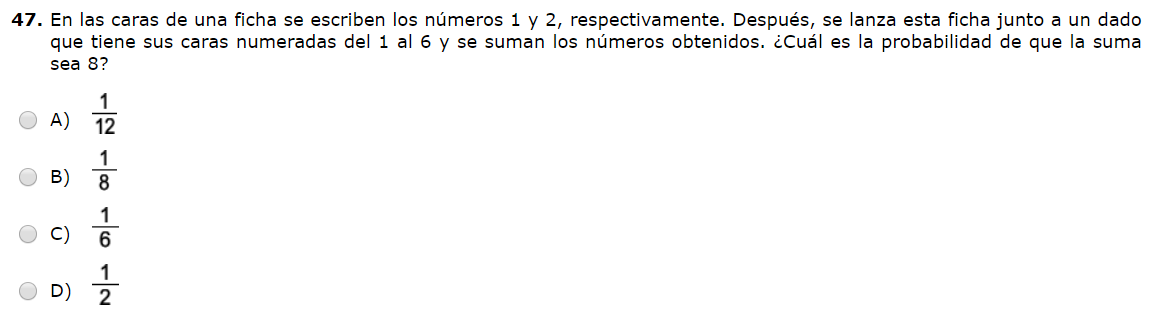 47. En las caras de una ficha se escriben los números 1 y 2, respectivamente. Después, se lanza esta ficha junto a un dado
que tiene sus caras numeradas del 1 al 6 y se suman los números obtenidos. ¿Cuál es la probabilidad de que la suma
sea 8?
A) 1/12
B) 1/8
C) 1/6
D) 1/2